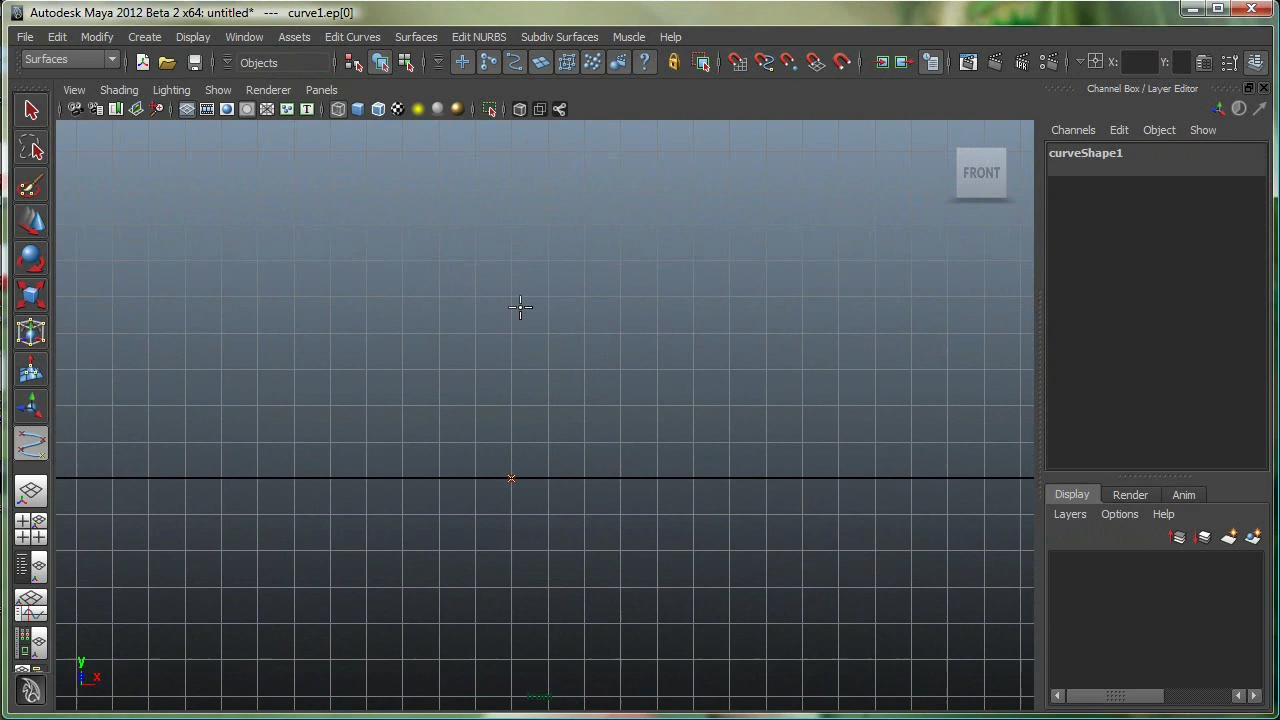 Autodesk Maya 2012 Beta 2 x64: untitled* --- curve1.ep[0]
File Edit Modify Create Display Window Assets Edit Curves Surfaces Edit NURBS Subdiv Surfaces Muscle Help
Surfaces Objects X: Y:
View Shading Lighting Show Renderer Panels
Channel Box / Layer Editor
Channels Edit Object Show
curveShape1
FRONT
Display Render Anim
Layers Options Help
y
x